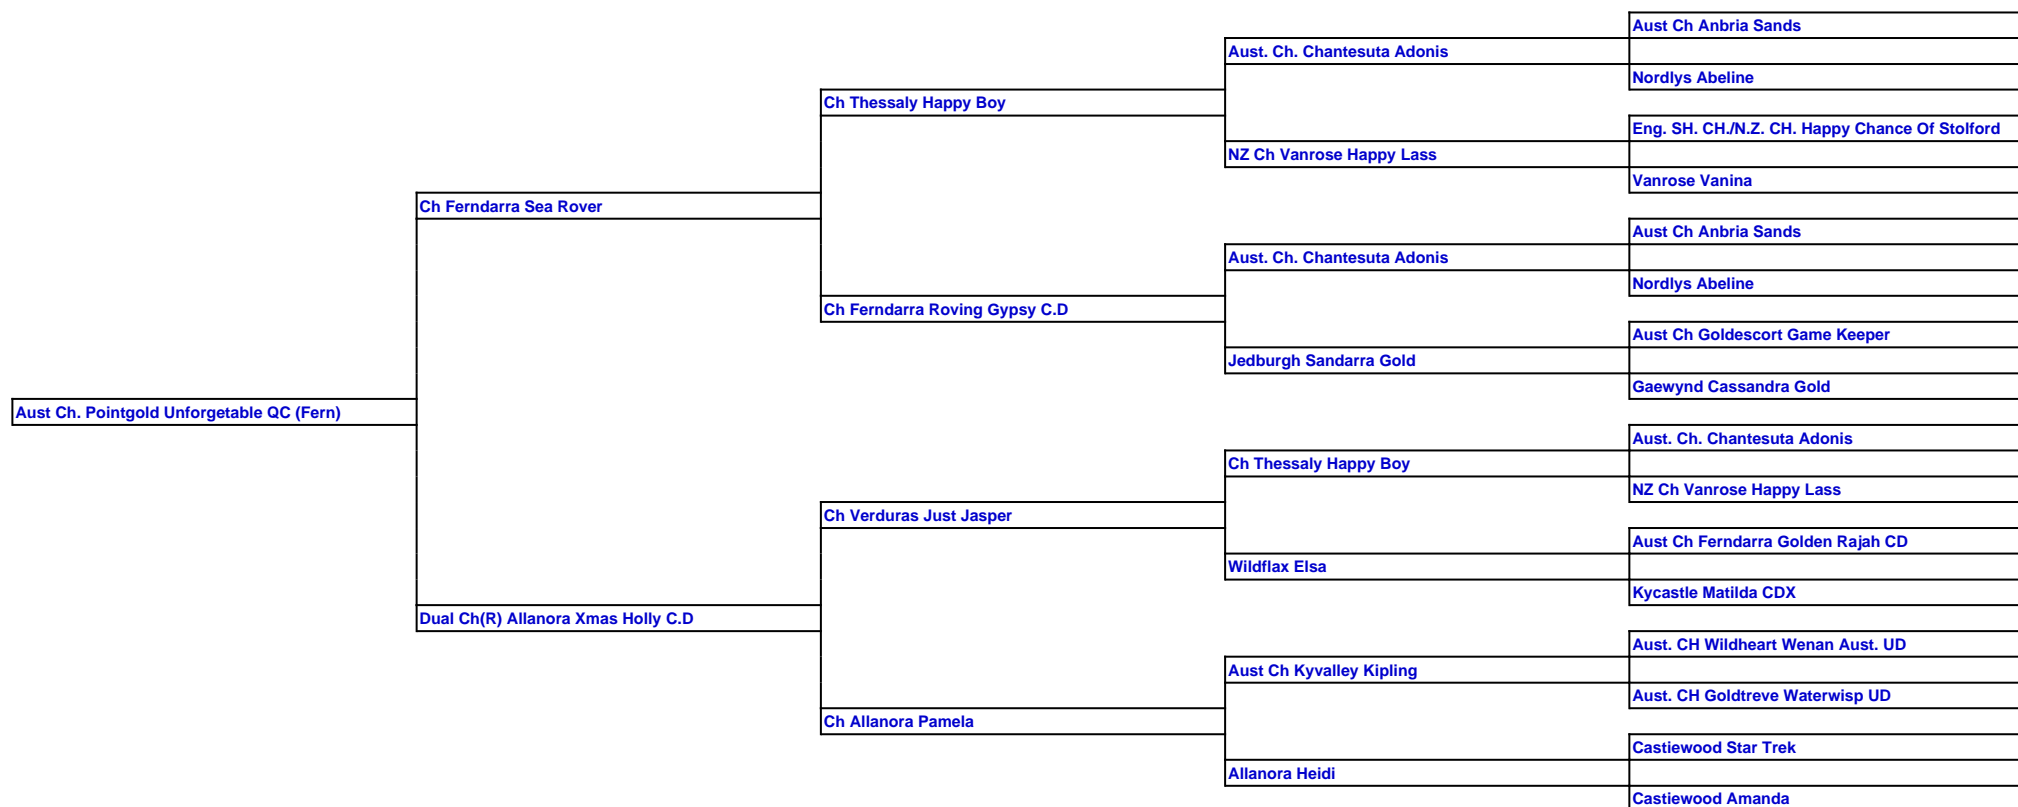 Aust Ch Anbria Sands
Aust. Ch. Chantesuta Adonis
Nordlys Abeline
Ch Thessaly Happy Boy
Eng. SH. CH./N.Z. CH. Happy Chance Of Stolford
NZ Ch Vanrose Happy Lass
Vanrose Vanina
Ch Ferndarra Sea Rover
Aust Ch Anbria Sands
Aust. Ch. Chantesuta Adonis
Nordlys Abeline
Ch Ferndarra Roving Gypsy C.D
Aust Ch Goldescort Game Keeper
Jedburgh Sandarra Gold
Gaewynd Cassandra Gold
Aust Ch. Pointgold Unforgetable QC (Fern)
Aust. Ch. Chantesuta Adonis
Ch Thessaly Happy Boy
NZ Ch Vanrose Happy Lass
Ch Verduras Just Jasper
Aust Ch Ferndarra Golden Rajah CD
Wildflax Elsa
Kycastle Matilda CDX
Dual Ch(R) Allanora Xmas Holly C.D
Aust. CH Wildheart Wenan Aust. UD
Aust Ch Kyvalley Kipling
Aust. CH Goldtreve Waterwisp UD
Ch Allanora Pamela
Castiewood Star Trek
Allanora Heidi
Castiewood Amanda